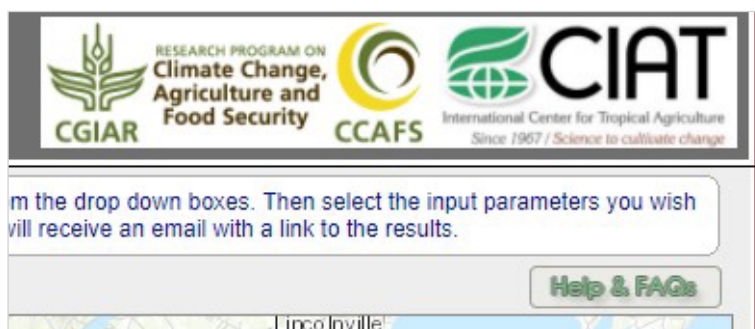 RESEARCH PROGRAM ON
Climate Change,
Agriculture and
Food Security
CGIAR
CCAFS
CIAT
International Center for Tropical Agriculture
Since 1967 / Science to cultivate change
m the drop down boxes. Then select the input parameters you wish
will receive an email with a link to the results.
Help & FAQs
Lincolnville